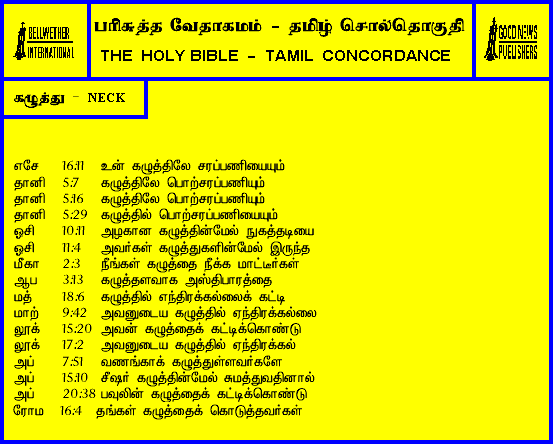 BELLWETHER INTERNATIONAL
பரிசுத்த வேதாகமம் - தமிழ் சொல்தொகுதி
THE HOLY BIBLE - TAMIL CONCORDANCE
GOOD NEWS PUBLISHERS
கழுத்து - NECK
எசே 16:11 உன் கழுத்திலே சரப்பணியையும்
தானி 5:7 கழுத்திலே பொற்சரப்பணியும்
தானி 5:16 கழுத்திலே பொற்சரப்பணியும்
தானி 5:29 கழுத்தில் பொற்சரப்பணியையும்
ஓசி 10:11 அழகான கழுத்தின்மேல் நுகத்தடியை
ஓசி 11:4 அவர்கள் கழுத்துகளின்மேல் இருந்த
மீகா 2:3 நீங்கள் கழுத்தை நீக்க மாட்டீர்கள்
ஆப 3:13 கழுத்தளவாக அஸ்திபாரத்தை
மத் 18:6 கழுத்தில் எந்திரக்கல்லைக் கட்டி
மாற் 9:42 அவனுடைய கழுத்தில் ஏந்திரக்கல்லை
லூக் 15:20 அவன் கழுத்தைக் கட்டிக்கொண்டு
லூக் 17:2 அவனுடைய கழுத்தில் ஏந்திரக்கல்
அப் 7:51 வணங்காக் கழுத்துள்ளவர்களே
அப் 15:10 சீஷர் கழுத்தின்மேல் சுமத்துவதினால்
அப் 20:38 பவுலின் கழுத்தைக் கட்டிக்கொண்டு
ரோம 16:4 தங்கள் கழுத்தைக் கொடுத்தவர்கள்